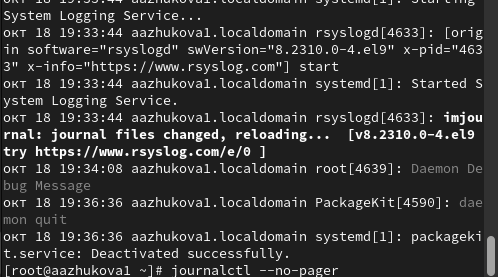 окт 18 19:33:44 aazhukova1.localdomain systemd[1]: Starting
System Logging Service...
окт 18 19:33:44 aazhukova1.localdomain rsyslogd[4633]: [orig
in software="rsyslogd" swVersion="8.2310.0-4.el9" x-pid="463
3" x-info="https://www.rsyslog.com"] start
окт 18 19:33:44 aazhukova1.localdomain systemd[1]: Started S
ystem Logging Service.
окт 18 19:33:44 aazhukova1.localdomain rsyslogd[4633]: imjou
rnal: journal files changed, reloading...  [v8.2310.0-4.el9
try https://www.rsyslog.com/e/0 ]
окт 18 19:34:08 aazhukova1.localdomain root[4639]: Daemon De
bug Message
окт 18 19:36:36 aazhukova1.localdomain PackageKit[4590]: dae
mon quit
окт 18 19:36:36 aazhukova1.localdomain systemd[1]: packageki
t.service: Deactivated successfully.
[root@aazhukova1 ~]# journalctl --no-pager